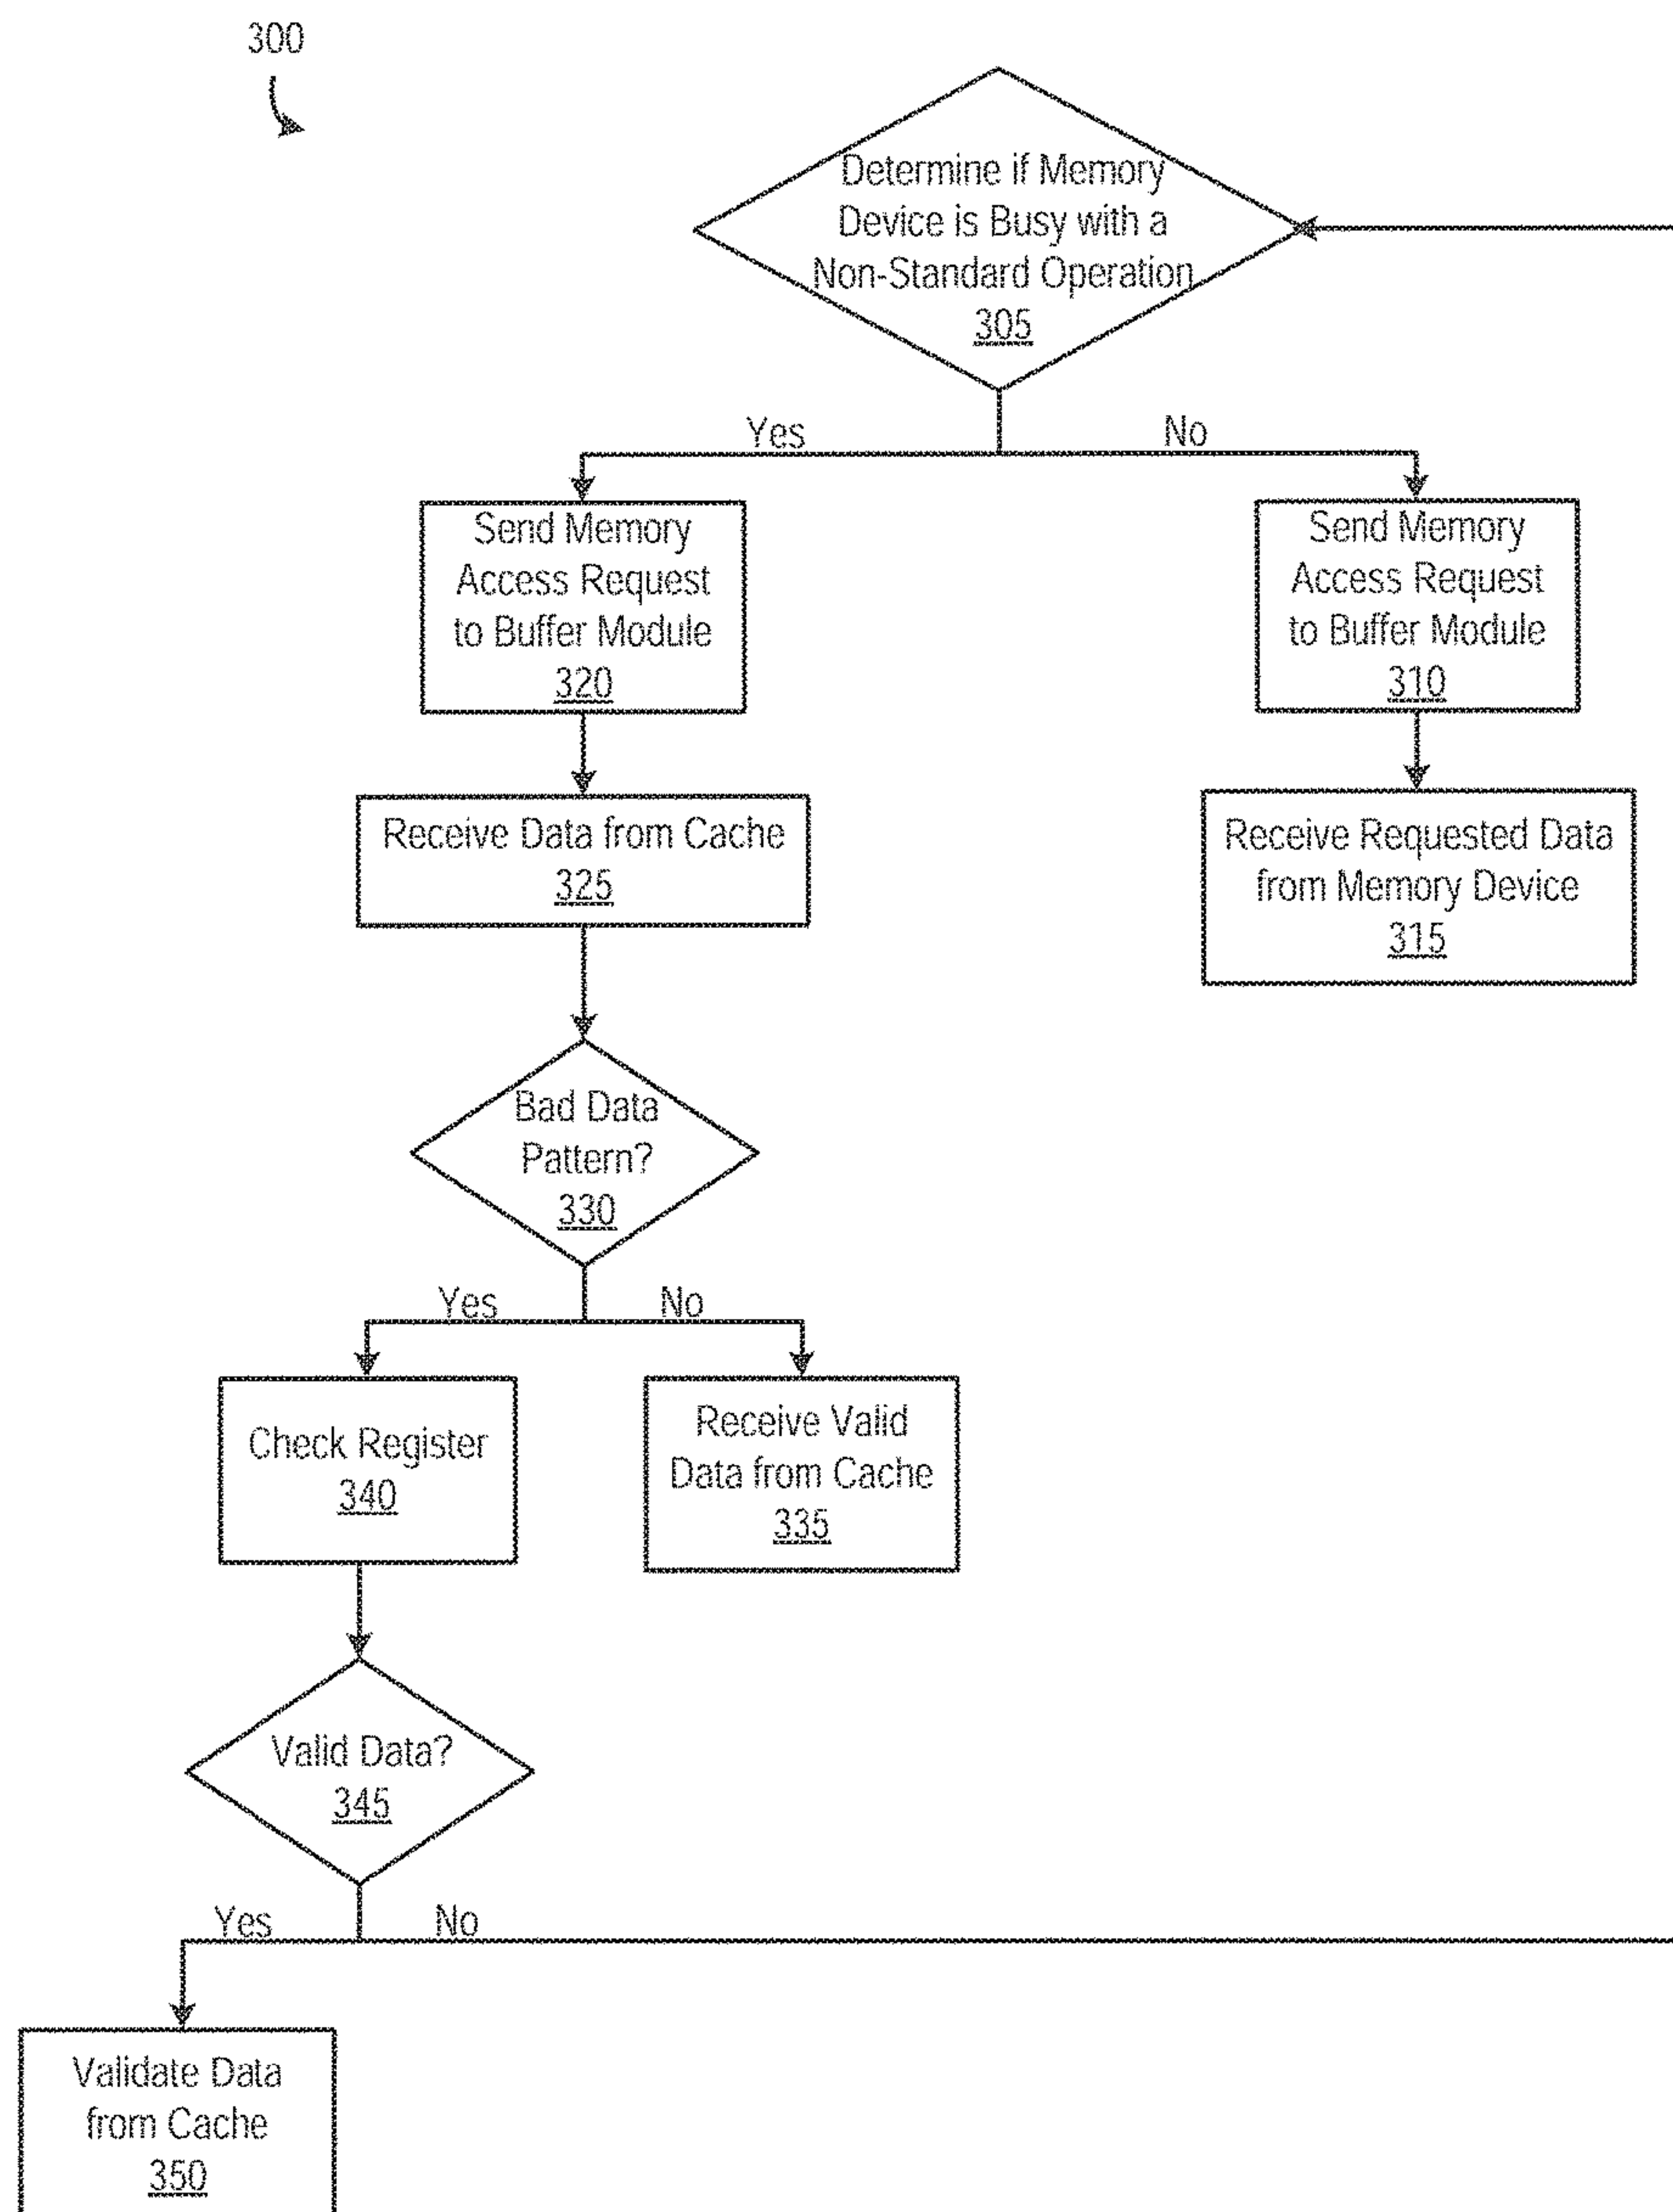 300
Determine if Memory
Device is Busy with a
Non-Standard Operation
305
Yes
No
Send Memory
Access Request
to Buffer Module
320
Send Memory
Access Request
to Buffer Module
310
Receive Data from Cache
325
Receive Requested Data
from Memory Device
315
Bad Data
Pattern?
330
Yes
No
Check Register
340
Receive Valid
Data from Cache
335
Valid Data?
345
Yes
No
Validate Data
from Cache
350